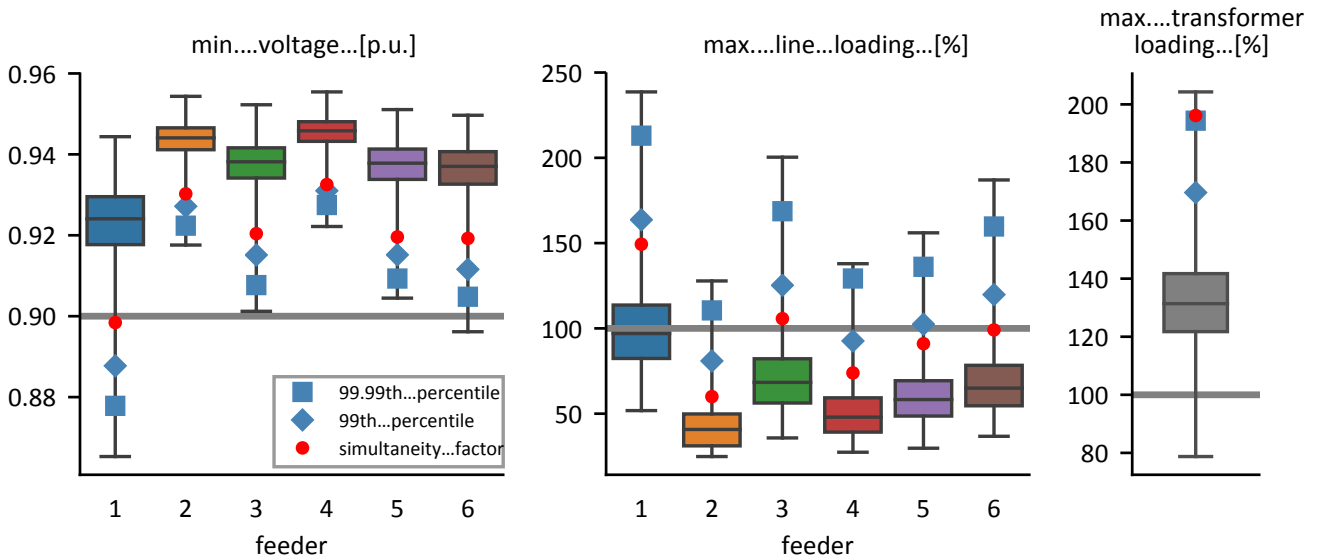 min....voltage...[p.u.]
0.96
0.94
0.92
0.90
0.88
99.99th...percentile
99th...percentile
simultaneity...factor
1 2 3 4 5 6
feeder
max....line...loading...[%]
250
200
150
100
50
1 2 3 4 5 6
feeder
max....transformer
loading...[%]
200
180
160
140
120
100
80